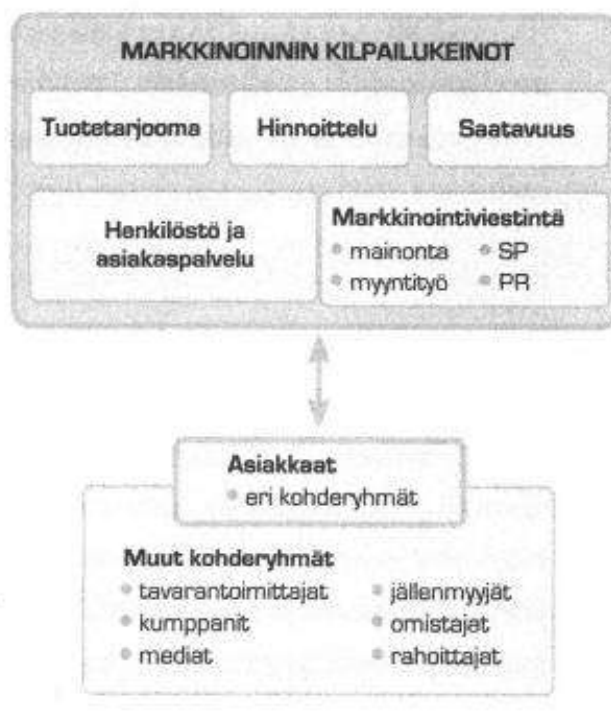 MARKKINOINNIN KILPAILUKEINOT
Tuotetarjooma
Hinnoittelu
Saatavuus
Henkilöstö ja
asiakaspalvelu
Markkinointiviestintä
• mainonta
• SP
• myyntityö
• PR
Asiakkaat
• eri kohderyhmät
Muut kohderyhmät
• tavarantoimittajat
• jällenmyyjät
• kumppanit
• omistajat
• mediat
• rahoittajat